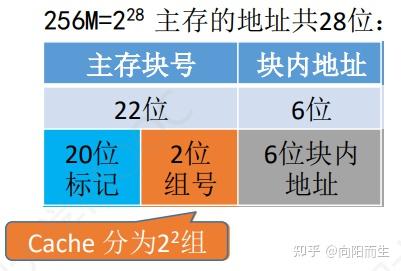 256M=2²⁸ 主存的地址共28位：
主存块号 块内地址
22位 6位
20位 2位 6位块内
标记 组号 地址
Cache 分为2²组
知乎 @向阳而生